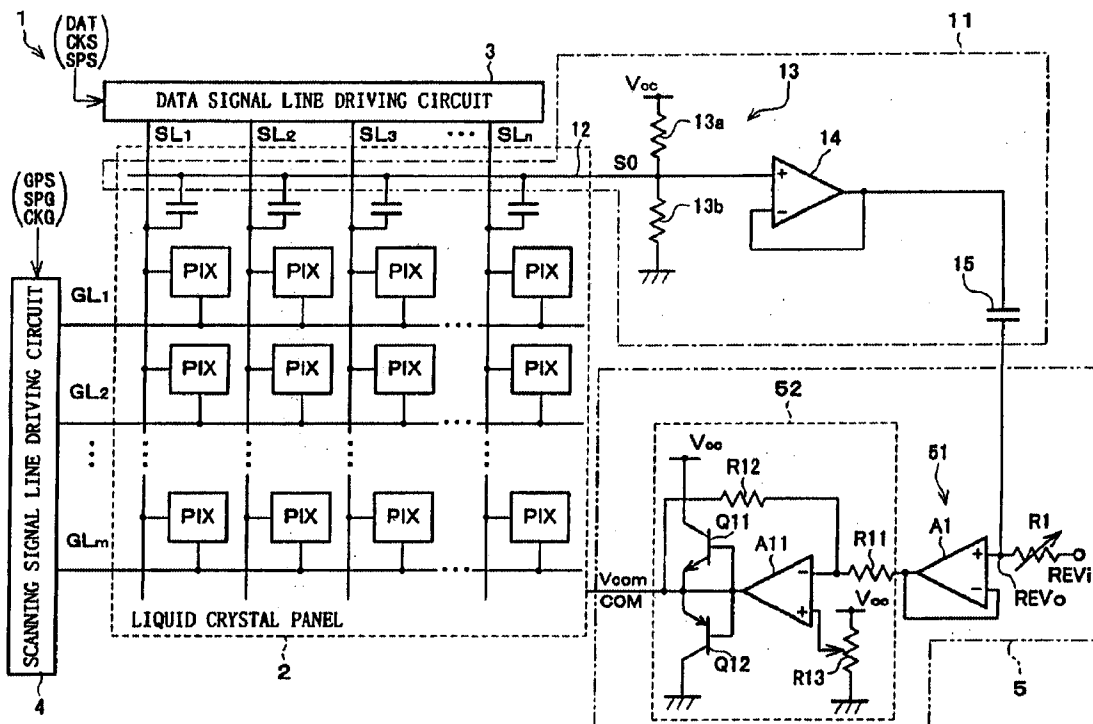 1
DAT
CKS
SPS
3
DATA SIGNAL LINE DRIVING CIRCUIT
11
SL1 SL2 SL3 ··· SLn
12
Vcc
13
13a
S0
13b
14
15
GPS
SPG
CKG
SCANNING SIGNAL LINE DRIVING CIRCUIT
4
GL1
PIX PIX PIX PIX
GL2
PIX PIX PIX PIX
GLm
PIX PIX PIX PIX
LIQUID CRYSTAL PANEL
2
Vcom
COM
52
Vcc
R12
Q11
A11
R11
Q12
Vcc
R13
51
A1
R1
REVi
REVo
5